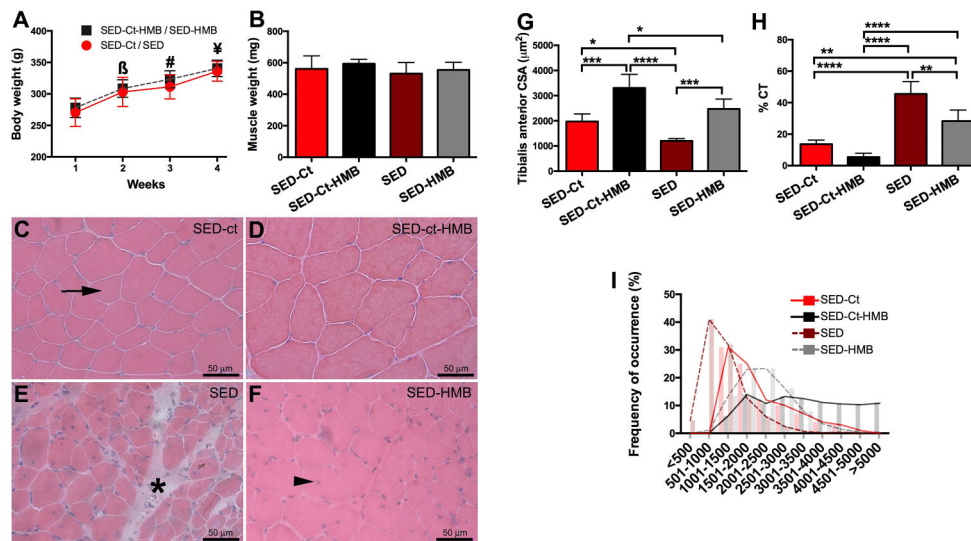 A
SED-Ct-HMB / SED-HMB
SED-Ct / SED
Body weight (g)
400
350
300
250
200
ß
#
¥
1 2 3 4
Weeks
B
Muscle weight (mg)
1000
800
600
400
200
0
SED-Ct
SED-Ct-HMB
SED
SED-HMB
C
SED-ct
50 µm
D
SED-ct-HMB
50 µm
E
SED
*
50 µm
F
SED-HMB
50 µm
G
Tibialis anterior CSA (µm²)
6000
5000
4000
3000
2000
1000
0
*
*
*** ****
***
SED-Ct
SED-Ct-HMB
SED
SED-HMB
H
% CT
80
60
40
20
0
****
****
**
****
**
SED-Ct
SED-Ct-HMB
SED
SED-HMB
I
Frequency of occurrence (%)
50
40
30
20
10
0
SED-Ct
SED-Ct-HMB
SED
SED-HMB
<500
501-1000
1001-1500
1501-2000
2001-2500
2501-3000
3001-3500
3501-4000
4001-4500
4501-5000
>5000